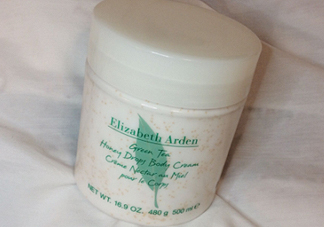 Elizabeth Arden
Green Tea
Honey Drops Body Cream
Crème Nectar au Miel
pour le Corps
NET WT. 16.9 OZ. 480 g 500 ml ℮